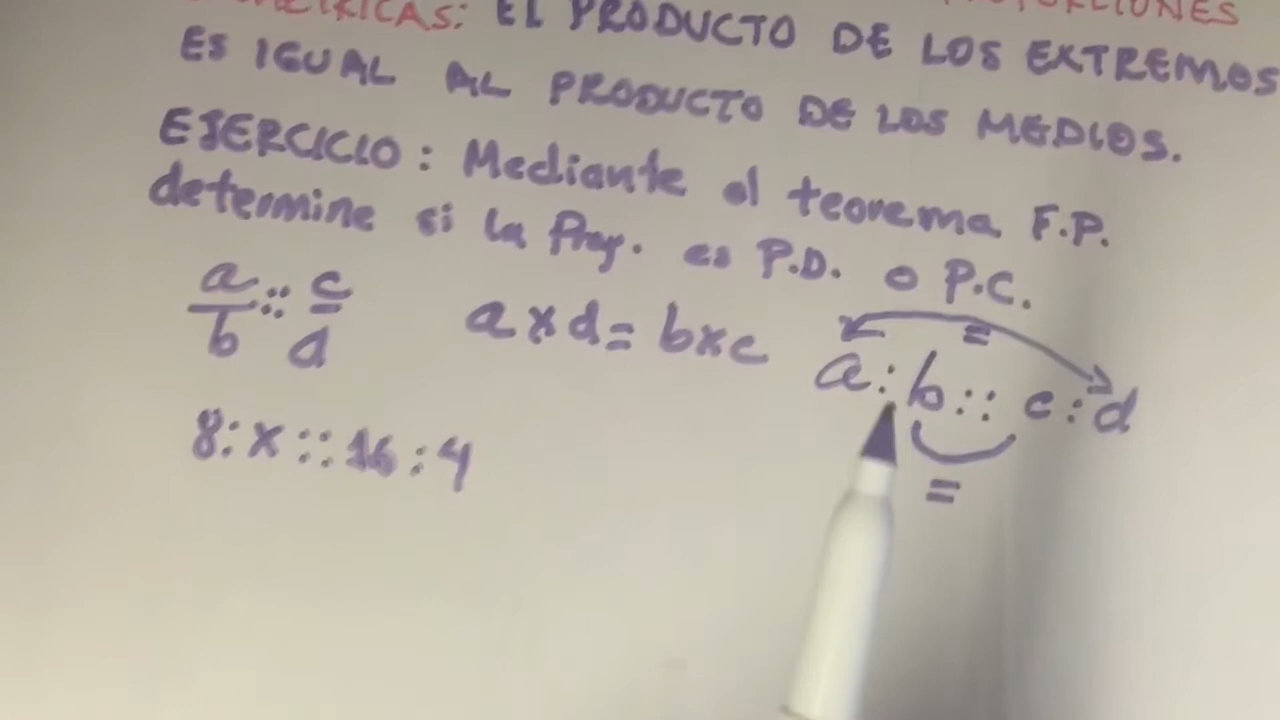 EL PRODUCTO DE LOS EXTREMOS
ES IGUAL AL PRODUCTO DE LOS MEDIOS.
EJERCICIO: Mediante el teorema F.P.
determine si la Prop. es P.D. o P.C.
a/b :: c/d a x d = b x c a : b :: c : d
=
=
8 : x :: 16 : 4